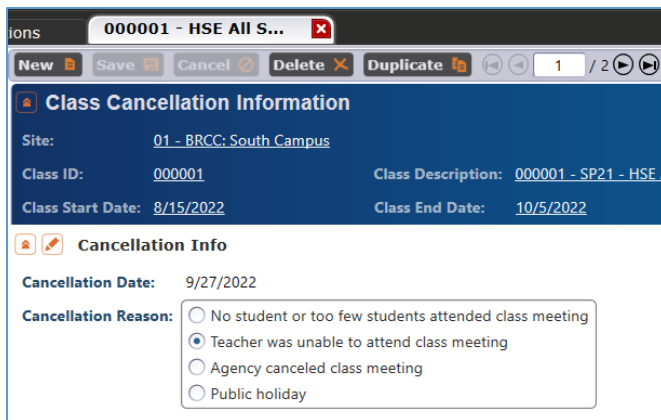 ions 000001 - HSE All S...
New Save Cancel Delete Duplicate 1 / 2
Class Cancellation Information
Site: 01 - BRCC: South Campus
Class ID: 000001 Class Description: 000001 - SP21 - HSE
Class Start Date: 8/15/2022 Class End Date: 10/5/2022
Cancellation Info
Cancellation Date: 9/27/2022
Cancellation Reason: No student or too few students attended class meeting
Teacher was unable to attend class meeting
Agency canceled class meeting
Public holiday